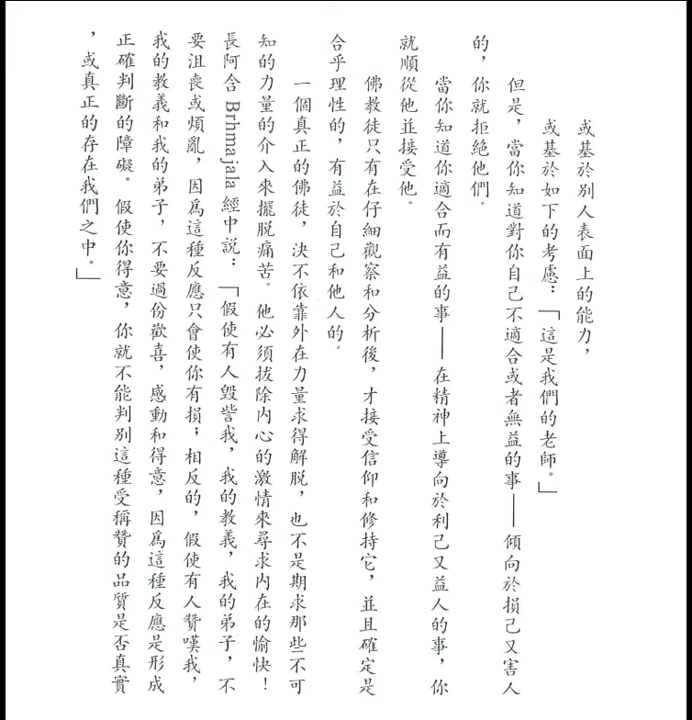 或基於別人表面上的能力，
或基於如下的考慮：「這是我們的老師。」
但是，當你知道對你自己不適合或者無益的事——傾向於損己又害人
的，你就拒絕他們。
當你知道你適合而有益的事——在精神上導向於利己又益人的事，你
就順從他並接受他。
佛教徒只有在仔細觀察和分析後，才接受信仰和修持它，並且確定是
合乎理性的，有益於自己和他人的。
一個真正的佛徒，決不依靠外在力量求得解脫，也不是期求那些不可
知的力量的介入來擺脫痛苦。他必須拔除內心的激情來尋求內在的愉快！
長阿含 Brhmajala 經中說：「假使有人毀訾我，我的教義，我的弟子，不
要沮喪或煩亂，因爲這種反應只會使你有損；相反的，假使有人贊嘆我，
我的教義和我的弟子，不要過份歡喜，感動和得意，因爲這種反應是形成
正確判斷的障礙。假使你得意，你就不能判別這種受稱贊的品質是否真實
，或真正的存在我們之中。」